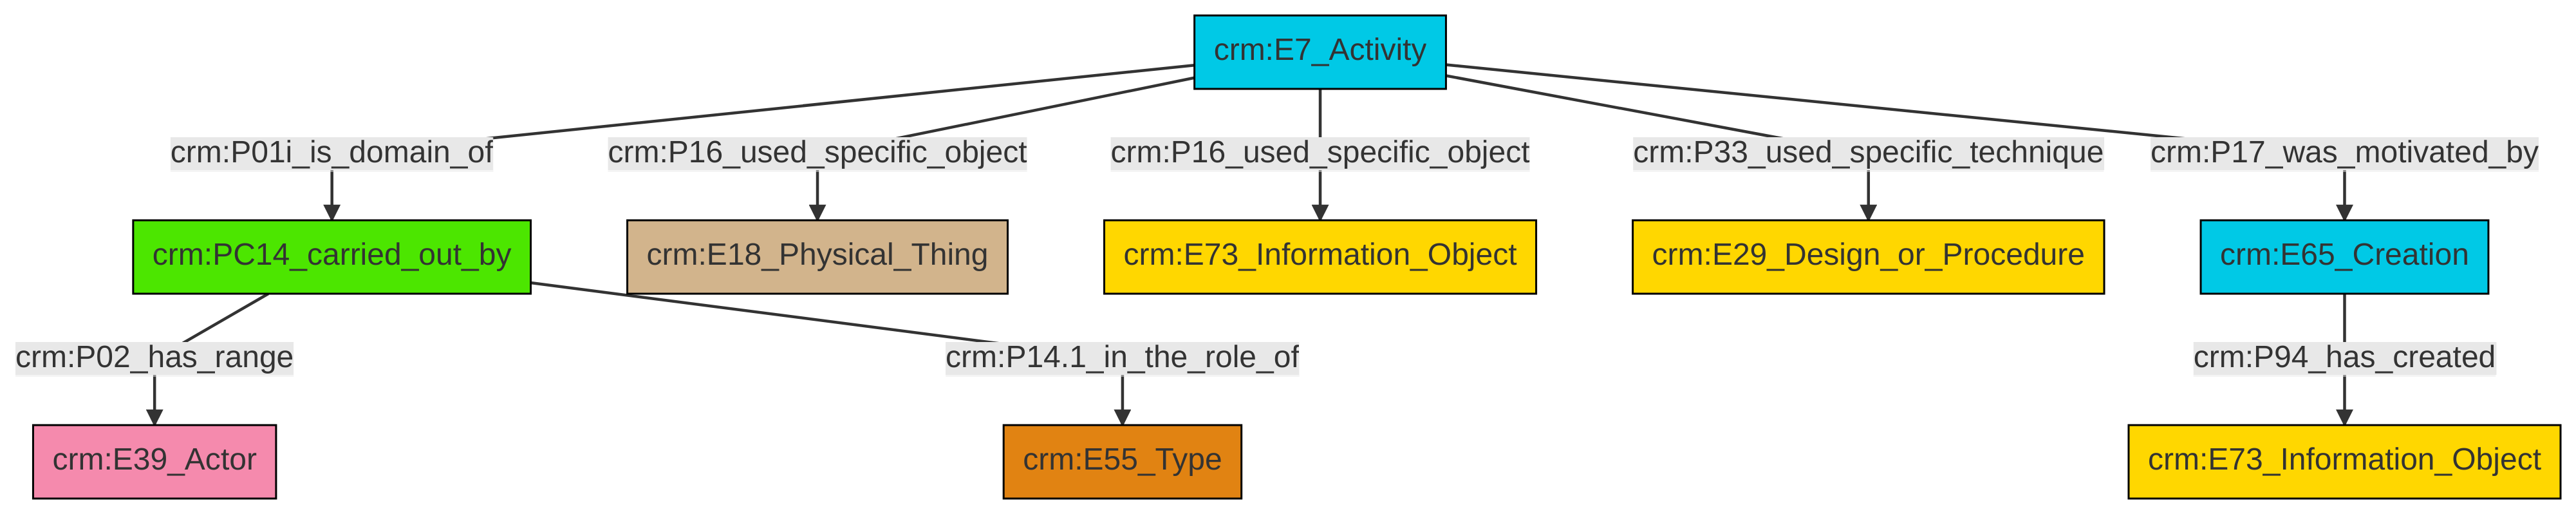 crm:E7_Activity
crm:P01i_is_domain_of
crm:P16_used_specific_object
crm:P16_used_specific_object
crm:P33_used_specific_technique
crm:P17_was_motivated_by
crm:PC14_carried_out_by
crm:E18_Physical_Thing
crm:E73_Information_Object
crm:E29_Design_or_Procedure
crm:E65_Creation
crm:P02_has_range
crm:P14.1_in_the_role_of
crm:P94_has_created
crm:E39_Actor
crm:E55_Type
crm:E73_Information_Object